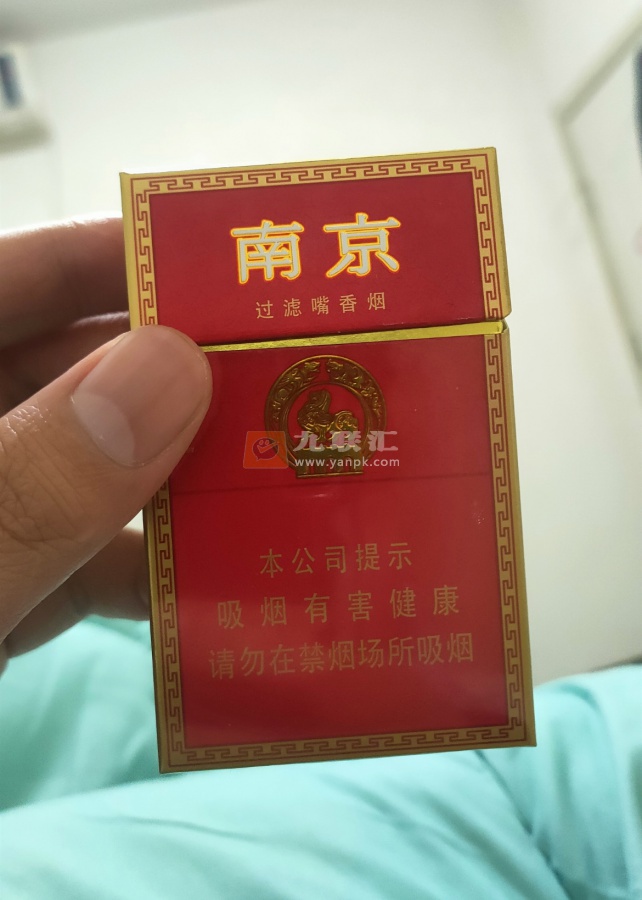 南京
过滤嘴香烟
九联汇
www.yanpk.com
本公司提示
吸烟有害健康
请勿在禁烟场所吸烟